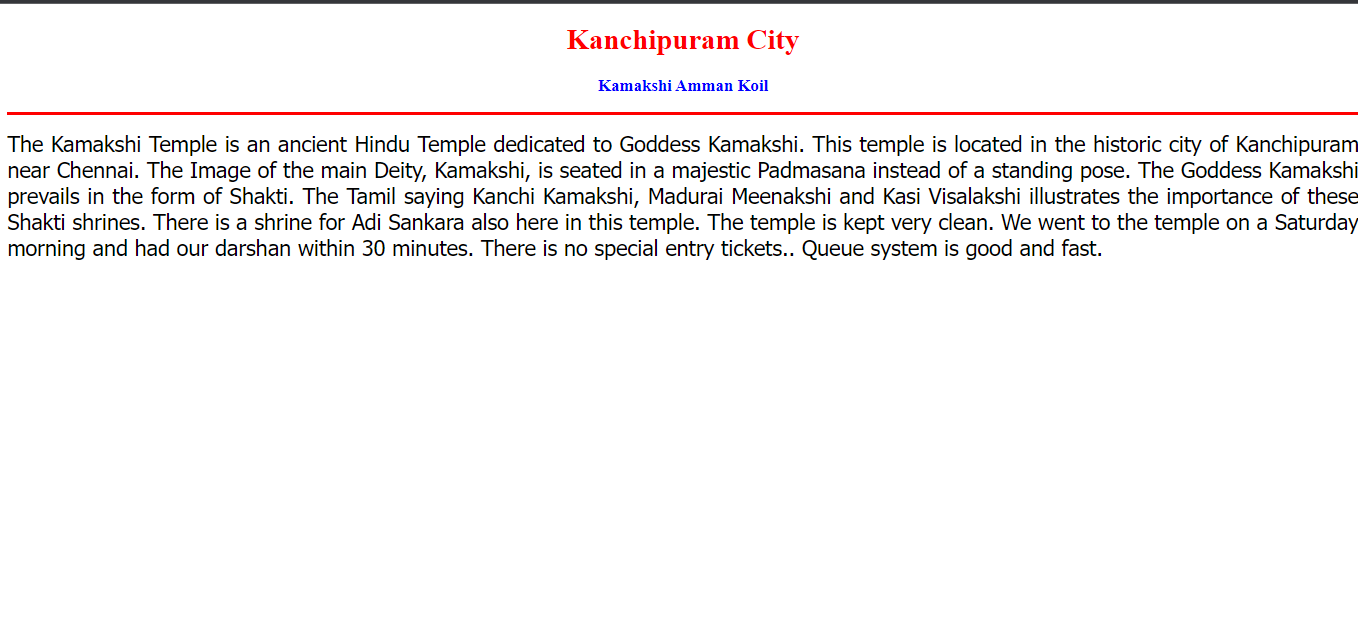 Kanchipuram City
Kamakshi Amman Koil
The Kamakshi Temple is an ancient Hindu Temple dedicated to Goddess Kamakshi. This temple is located in the historic city of Kanchipuram
near Chennai. The Image of the main Deity, Kamakshi, is seated in a majestic Padmasana instead of a standing pose. The Goddess Kamakshi
prevails in the form of Shakti. The Tamil saying Kanchi Kamakshi, Madurai Meenakshi and Kasi Visalakshi illustrates the importance of these
Shakti shrines. There is a shrine for Adi Sankara also here in this temple. The temple is kept very clean. We went to the temple on a Saturday
morning and had our darshan within 30 minutes. There is no special entry tickets.. Queue system is good and fast.